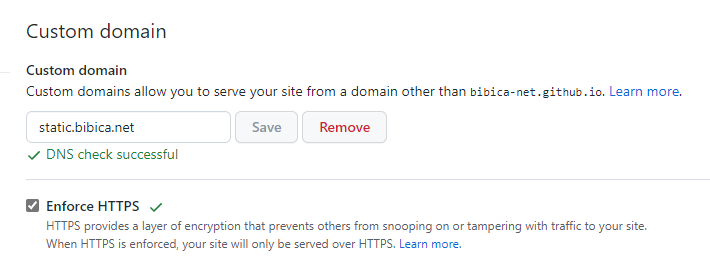 Custom domain
Custom domain
Custom domains allow you to serve your site from a domain other than bibica-net.github.io. Learn more.
static.bibica.net Save Remove
DNS check successful
Enforce HTTPS
HTTPS provides a layer of encryption that prevents others from snooping on or tampering with traffic to your site.
When HTTPS is enforced, your site will only be served over HTTPS. Learn more.